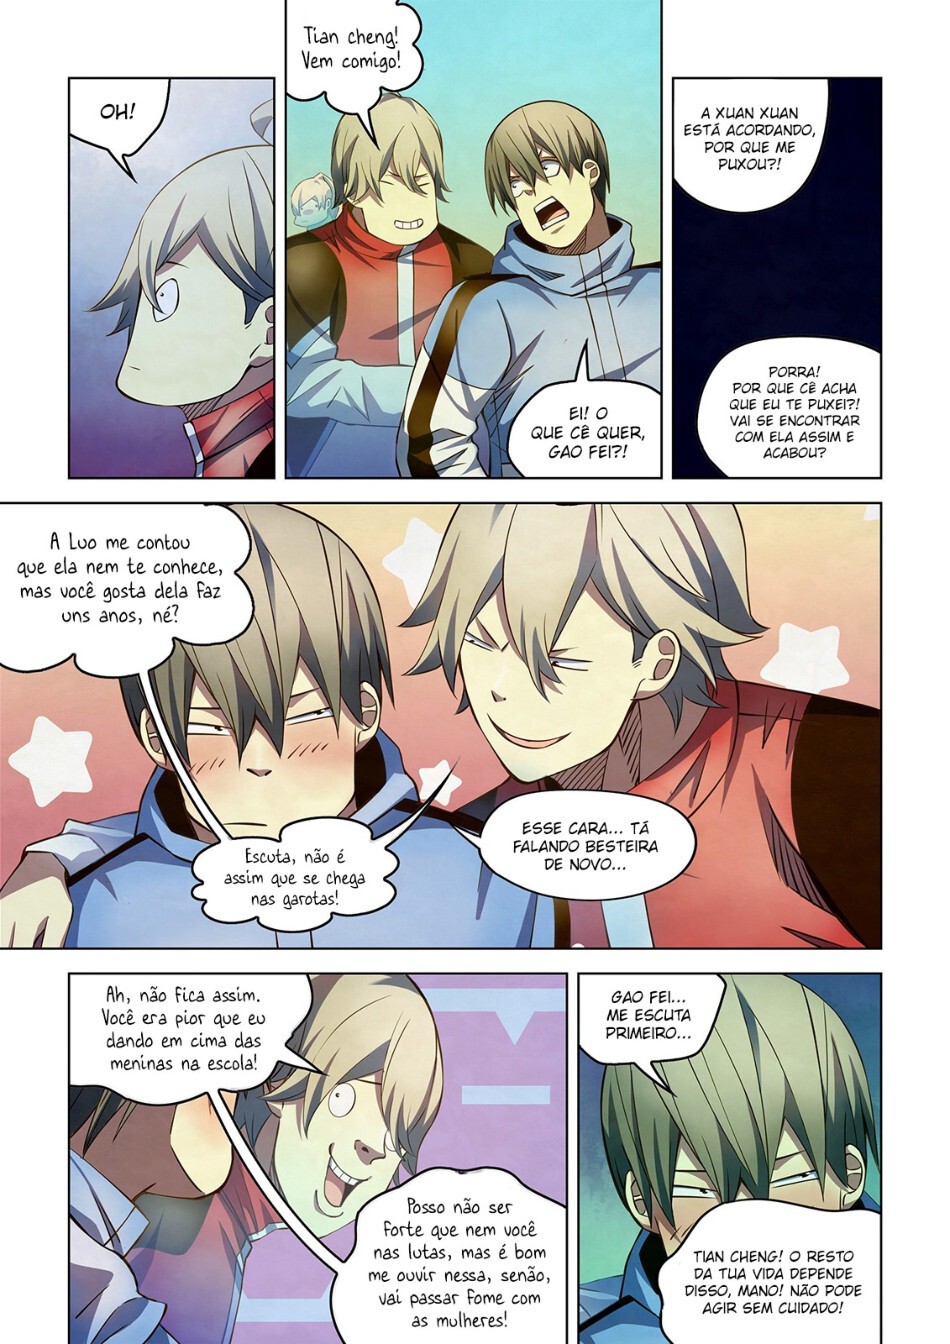 OH!
Tian cheng!
Vem comigo!
EI! O
QUE CÊ QUER,
GAO FEI?!
A XUAN XUAN
ESTÁ ACORDANDO,
POR QUE ME
PUXOU?!
PORRA!
POR QUE CÊ ACHA
QUE EU TE PUXEI?!
VAI SE ENCONTRAR
COM ELA ASSIM E
ACABOU?
A Luo me contou
que ela nem te conhece,
mas você gosta dela faz
uns anos, né?
Escuta, não é
assim que se chega
nas garotas!
ESSE CARA... TÁ
FALANDO BESTEIRA
DE NOVO...
Ah, não fica assim.
Você era pior que eu
dando em cima das
meninas na escola!
Posso não ser
forte que nem você
nas lutas, mas é bom
me ouvir nessa, senão,
vai passar fome com
as mulheres!
GAO FEI...
ME ESCUTA
PRIMEIRO...
TIAN CHENG! O RESTO
DA TUA VIDA DEPENDE
DISSO, MANO! NÃO PODE
AGIR SEM CUIDADO!